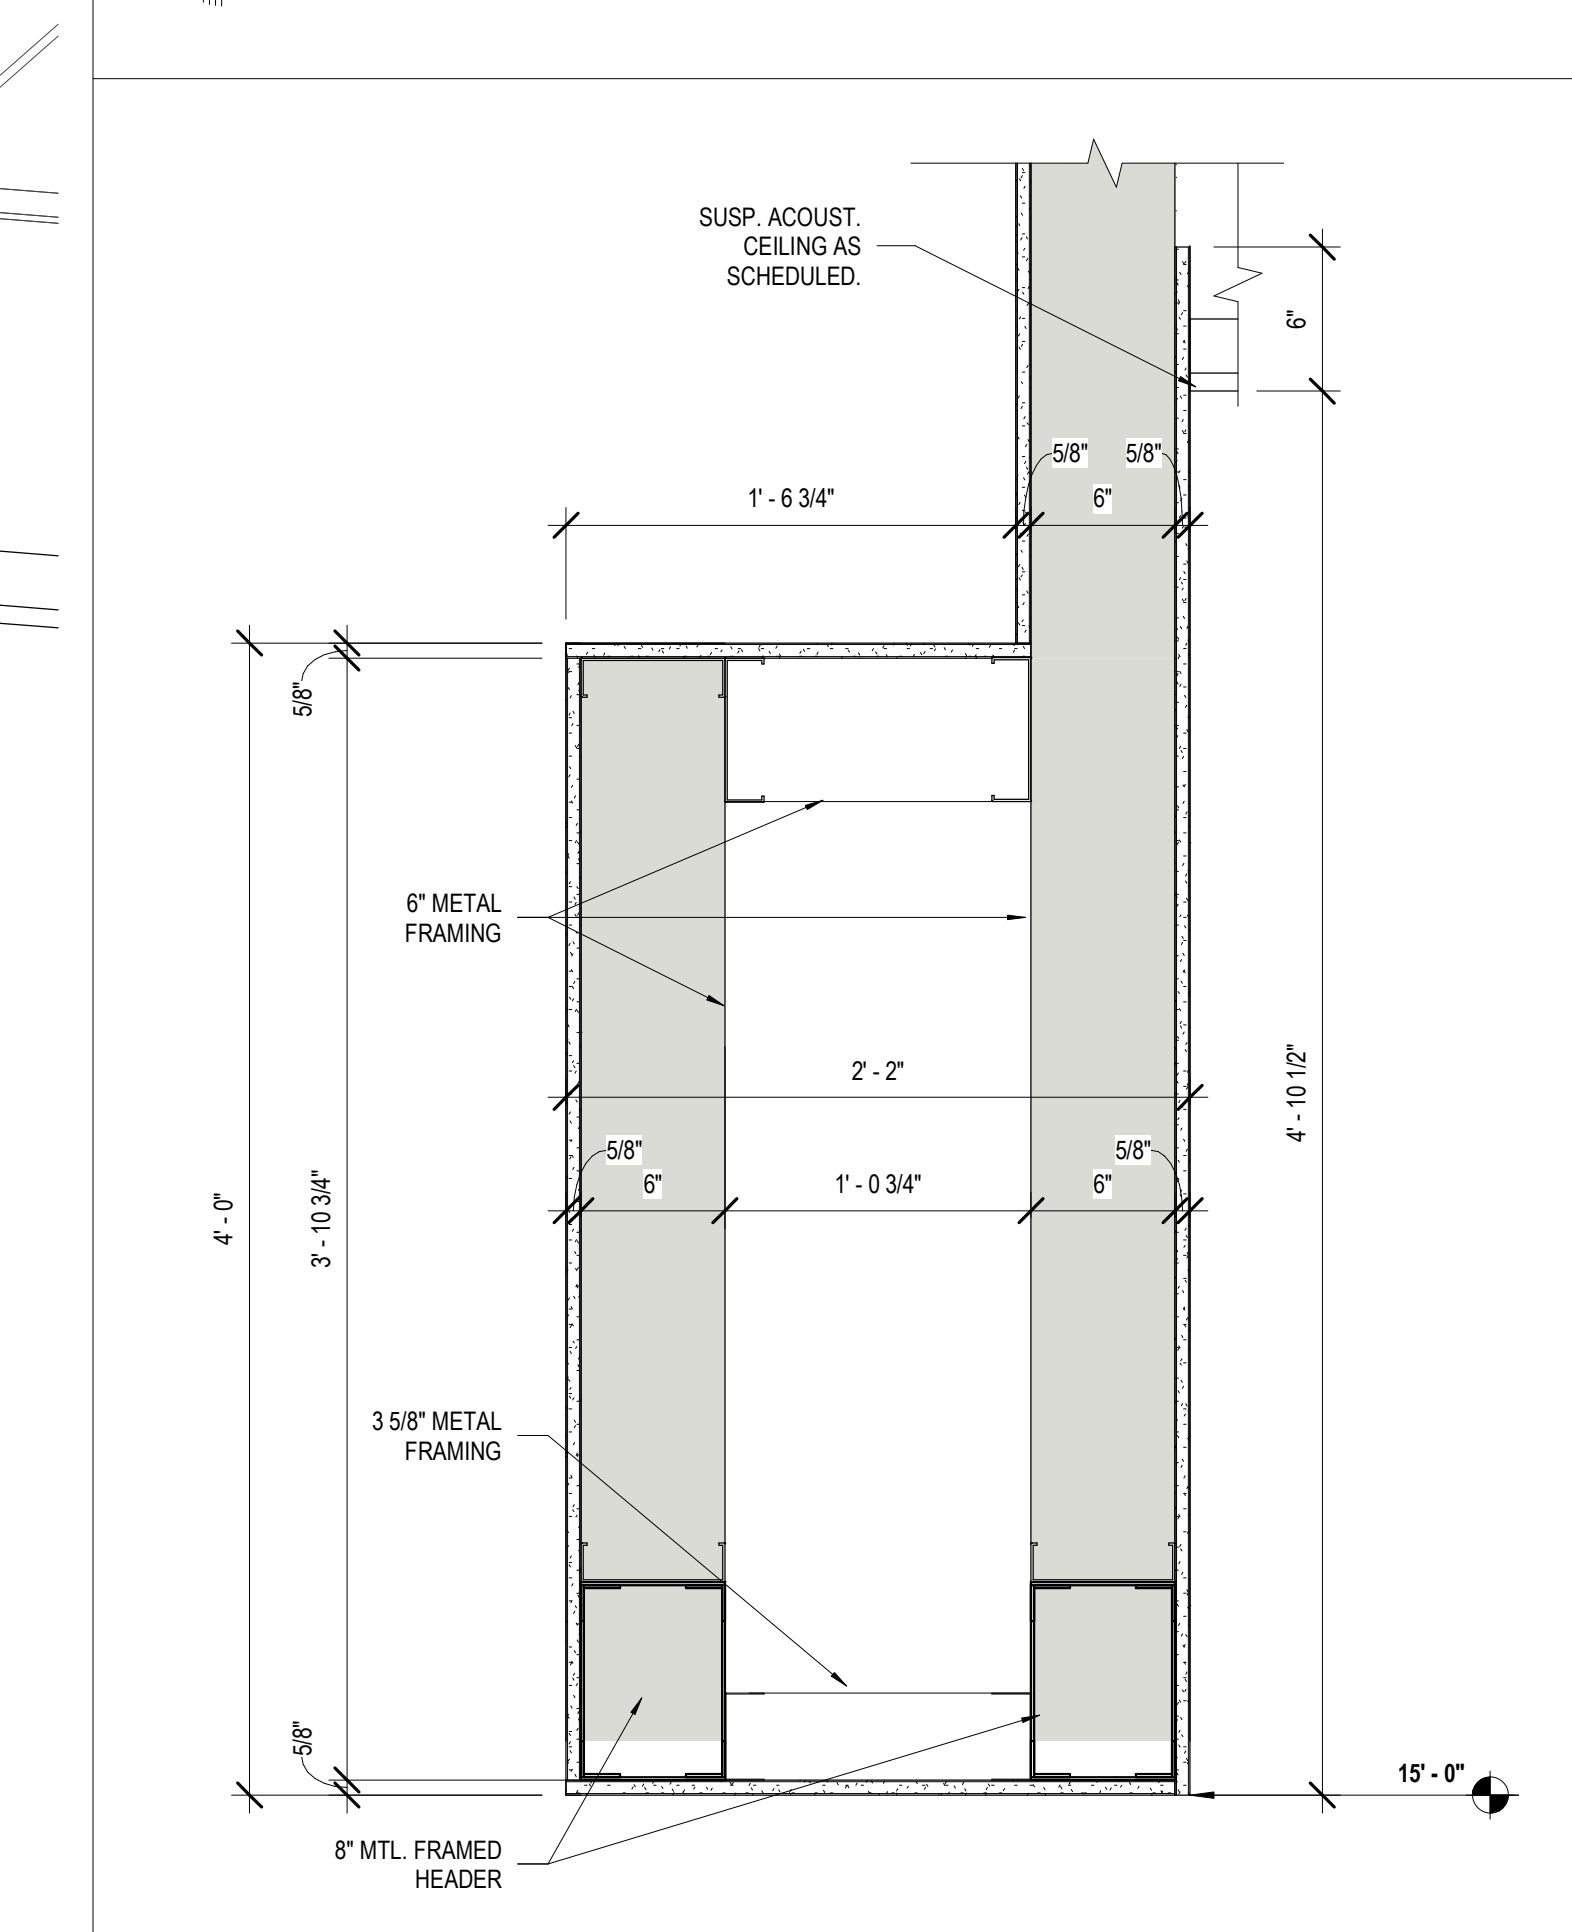 SUSP. ACOUST.
CEILING AS
SCHEDULED.
6"
5/8"
5/8"
1' - 6 3/4"
6"
5/8"
6" METAL
FRAMING
2' - 2"
4' - 10 1/2"
5/8"
5/8"
6"
1' - 0 3/4"
6"
4' - 0"
3' - 10 3/4"
3 5/8" METAL
FRAMING
5/8"
15' - 0"
8" MTL. FRAMED
HEADER